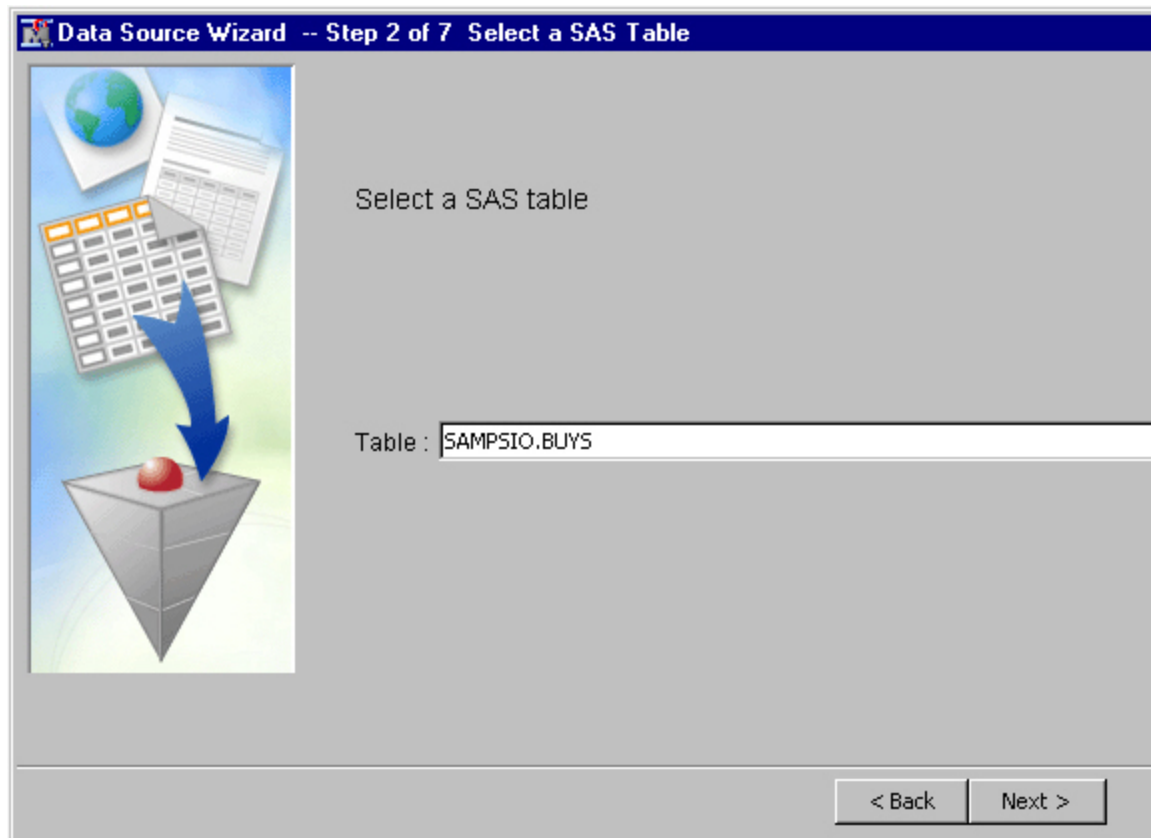 Data Source Wizard -- Step 2 of 7 Select a SAS Table
Select a SAS table
Table : SAMPSIO.BUYS
< Back Next >